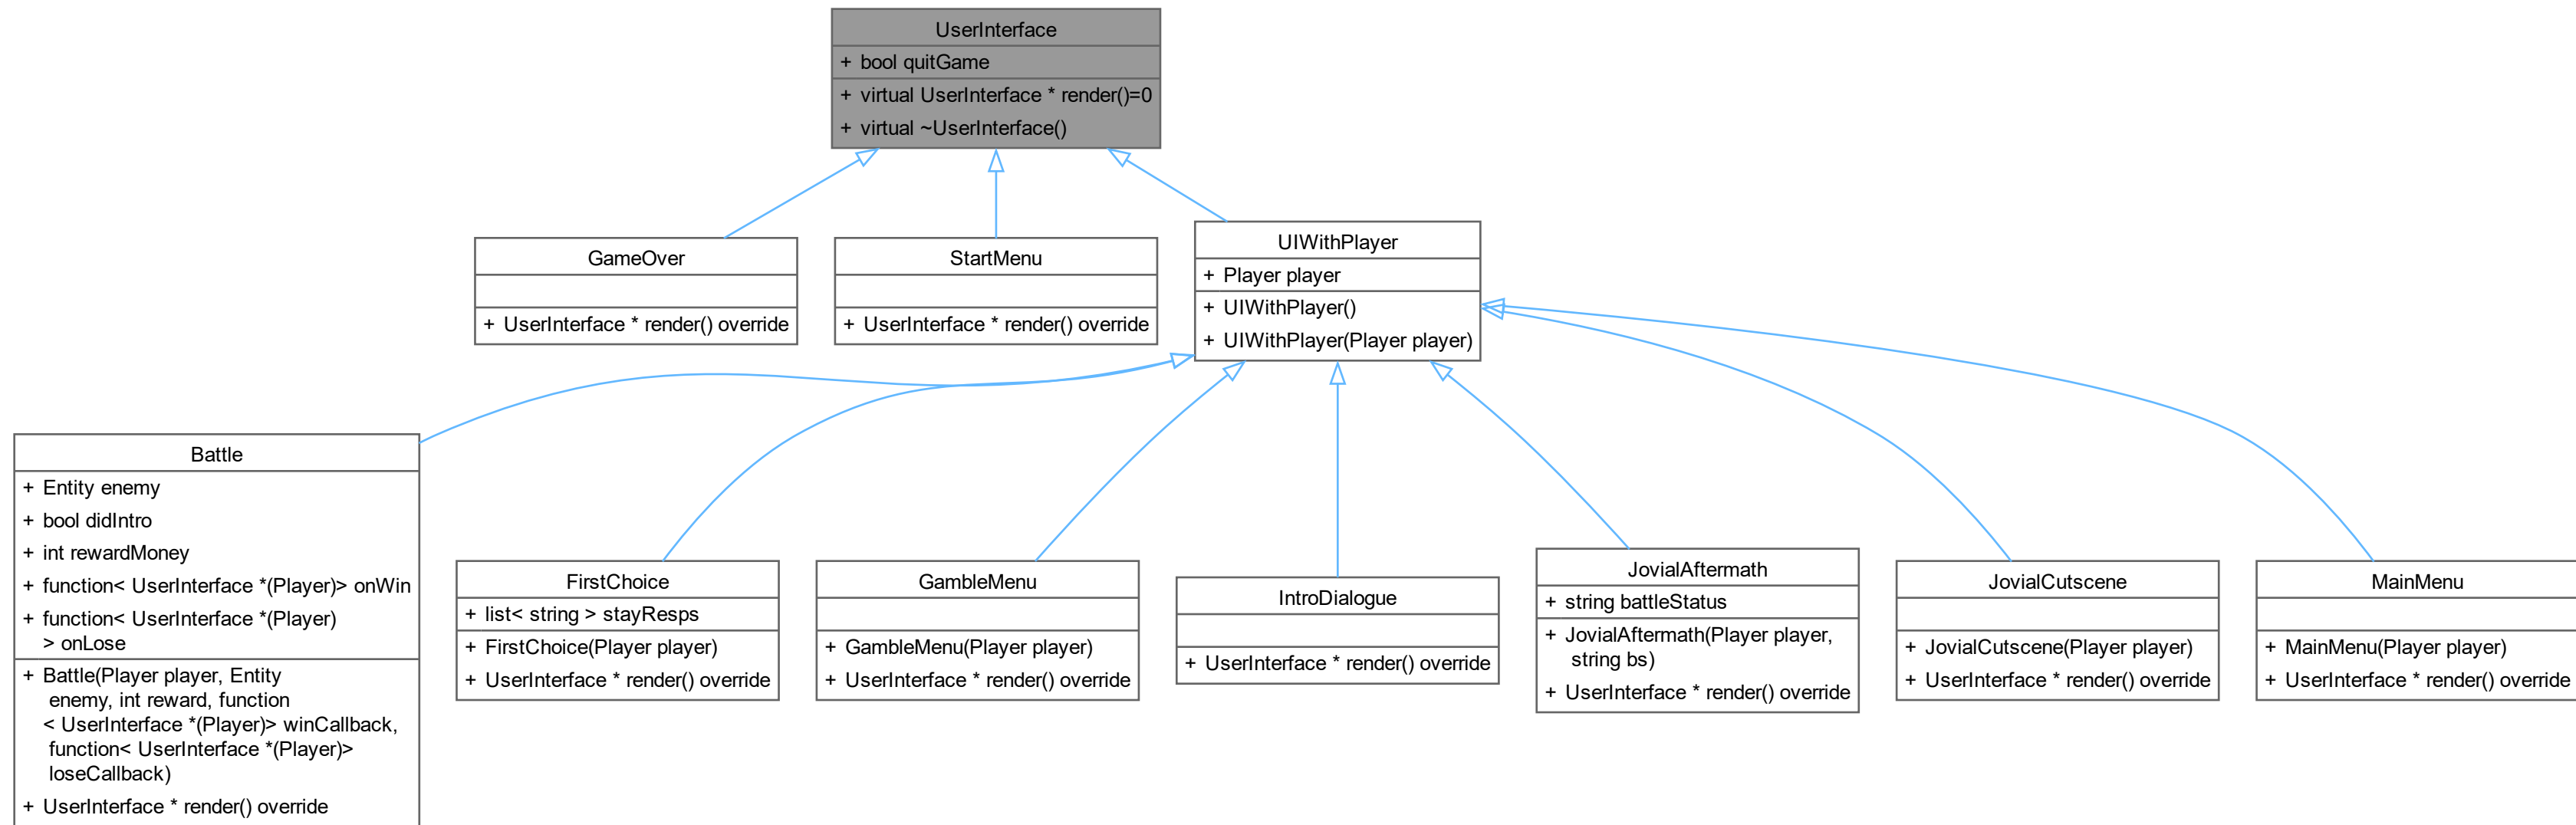 UserInterface
+ bool quitGame
+ virtual UserInterface * render()=0
+ virtual ~UserInterface()
GameOver
+ UserInterface * render() override
StartMenu
+ UserInterface * render() override
UIWithPlayer
+ Player player
+ UIWithPlayer()
+ UIWithPlayer(Player player)
Battle
+ Entity enemy
+ bool didIntro
+ int rewardMoney
+ function< UserInterface *(Player)> onWin
+ function< UserInterface *(Player)
> onLose
+ Battle(Player player, Entity
enemy, int reward, function
< UserInterface *(Player)> winCallback,
function< UserInterface *(Player)>
loseCallback)
+ UserInterface * render() override
FirstChoice
+ list< string > stayResps
+ FirstChoice(Player player)
+ UserInterface * render() override
GambleMenu
+ GambleMenu(Player player)
+ UserInterface * render() override
IntroDialogue
+ UserInterface * render() override
JovialAftermath
+ string battleStatus
+ JovialAftermath(Player player,
string bs)
+ UserInterface * render() override
JovialCutscene
+ JovialCutscene(Player player)
+ UserInterface * render() override
MainMenu
+ MainMenu(Player player)
+ UserInterface * render() override